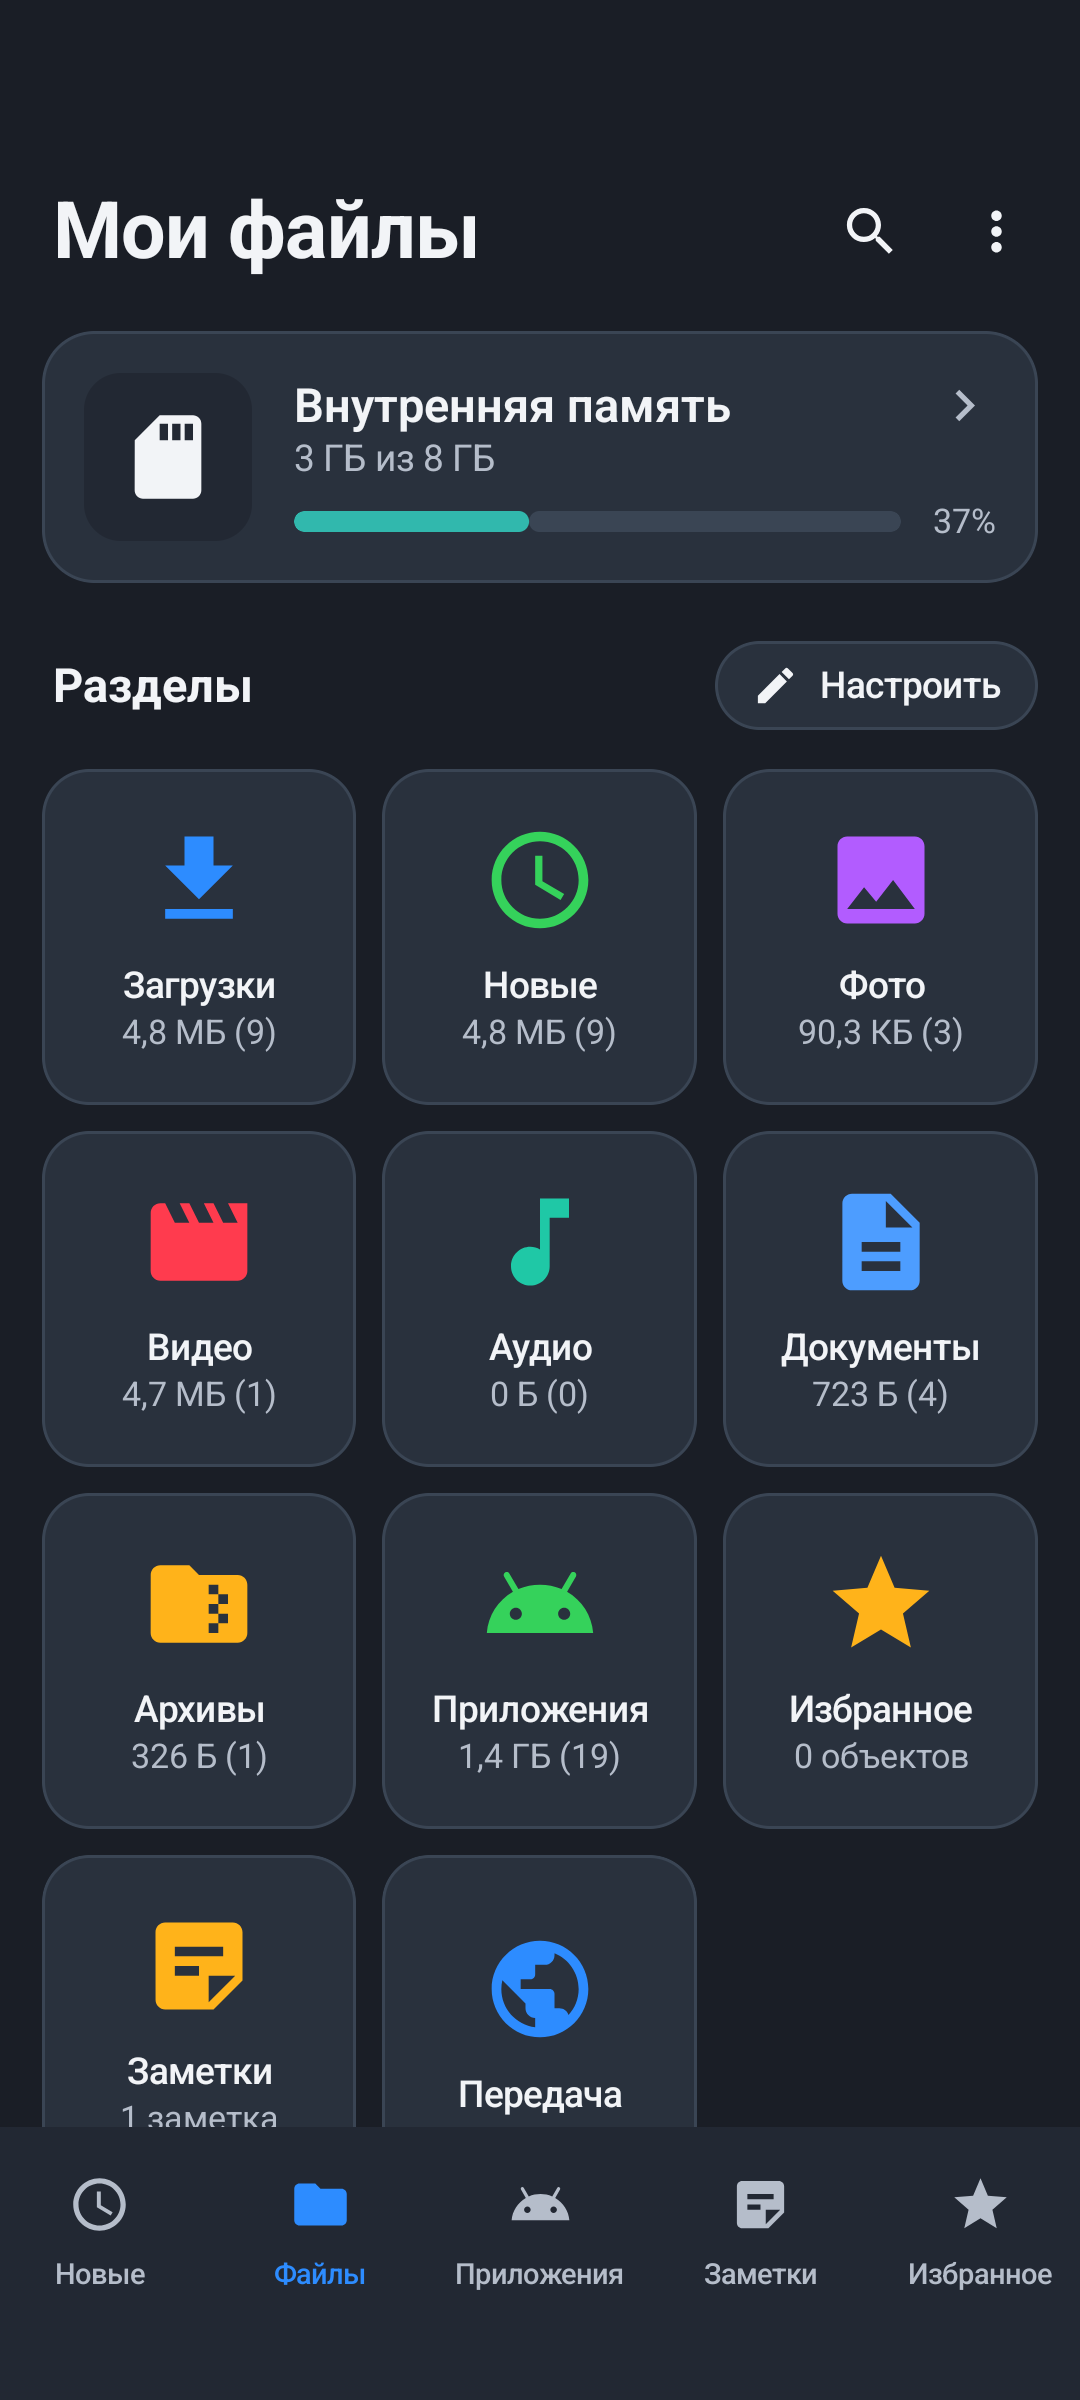 Мои файлы
Внутренняя память
3 ГБ из 8 ГБ
37%
Разделы
Настроить
Загрузки
4,8 МБ (9)
Новые
4,8 МБ (9)
Фото
90,3 КБ (3)
Видео
4,7 МБ (1)
Аудио
0 Б (0)
Документы
723 Б (4)
Архивы
326 Б (1)
Приложения
1,4 ГБ (19)
Избранное
0 объектов
Заметки
1 заметка
Передача
Новые
Файлы
Приложения
Заметки
Избранное